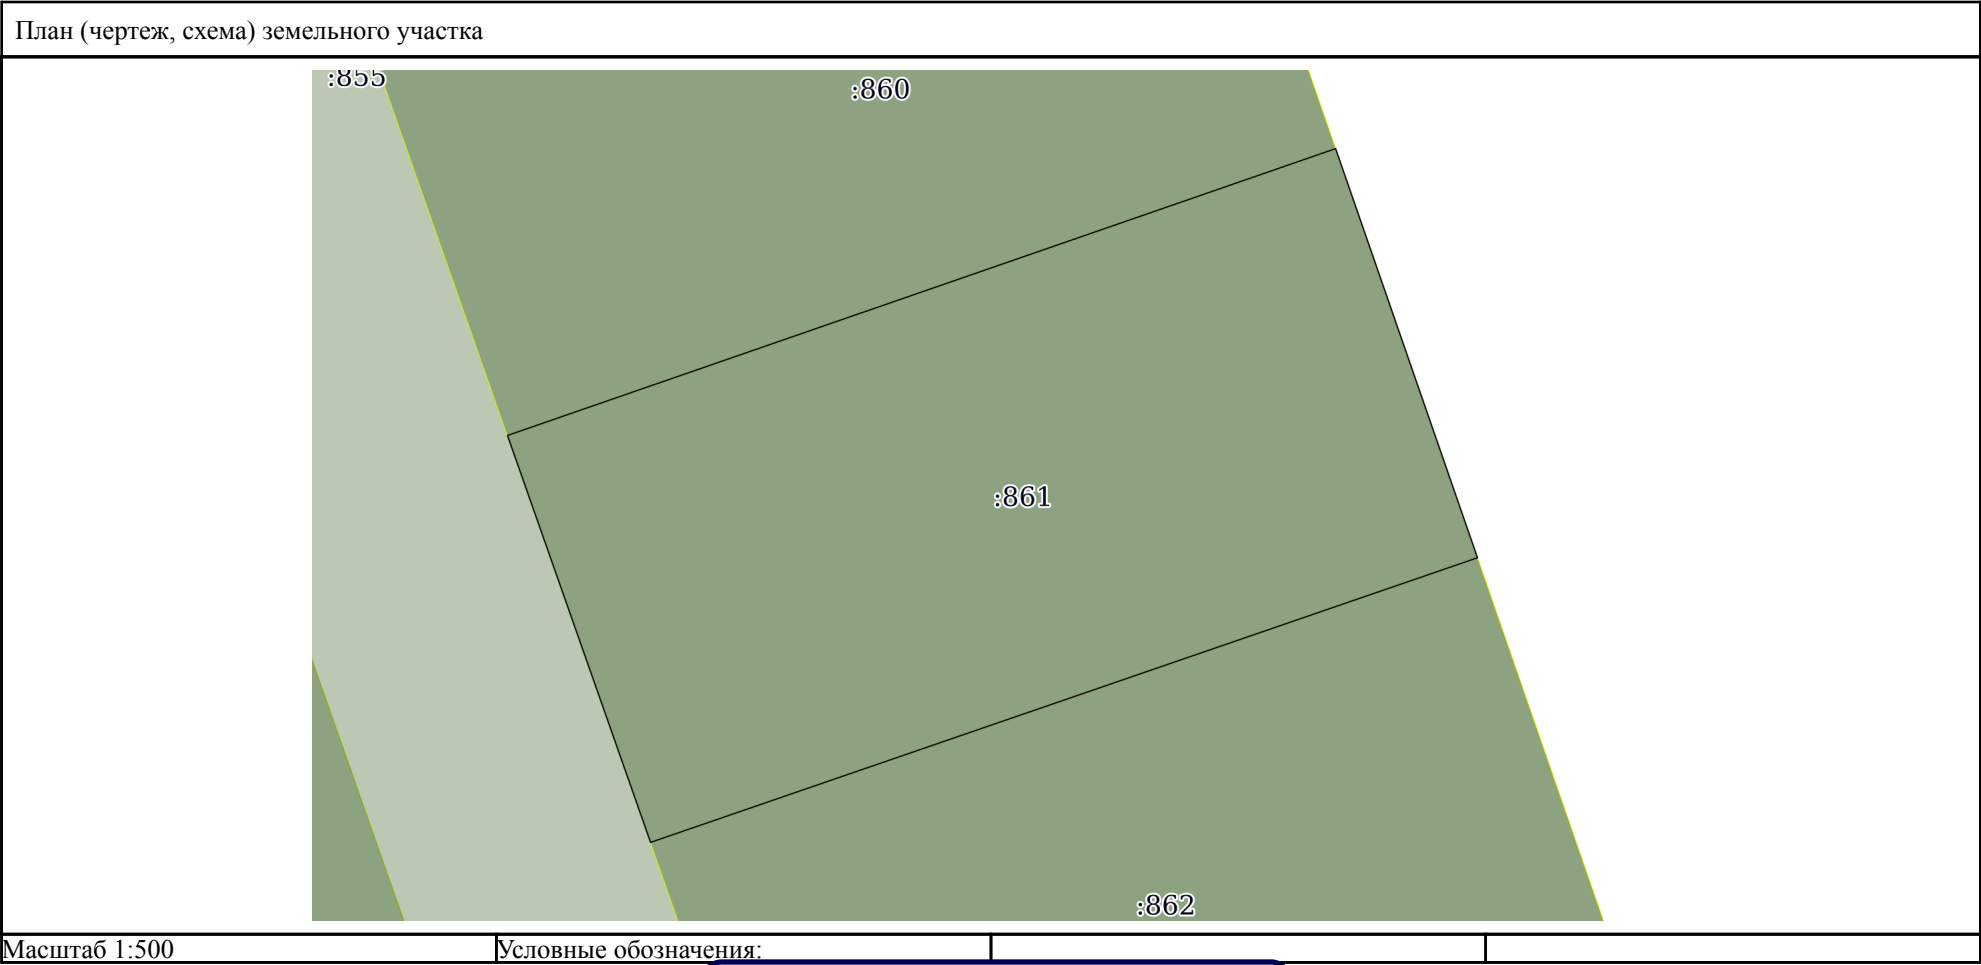 План (чертеж, схема) земельного участка
:855
:860
:861
:862
Масштаб 1:500
Условные обозначения: